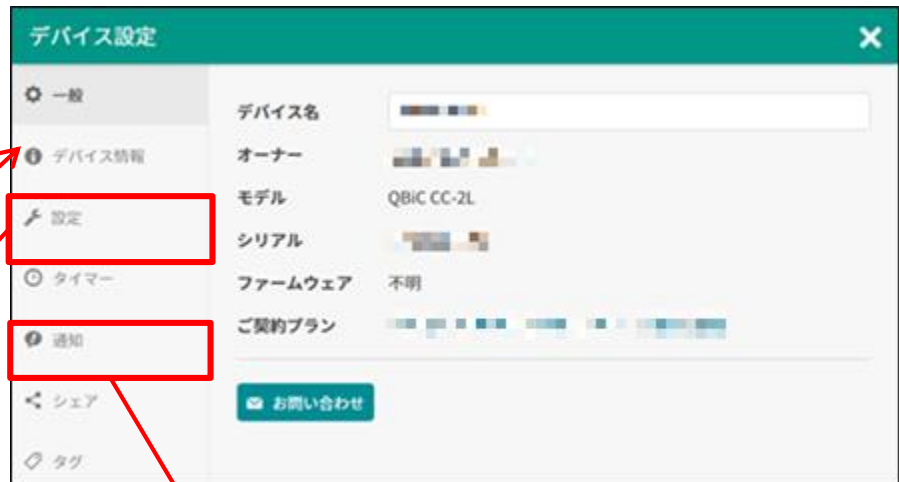 デバイス設定
一般
デバイス情報
設定
タイマー
通知
シェア
タグ
デバイス名
オーナー
モデル QBiC CC-2L
シリアル
ファームウェア 不明
ご契約プラン
お問い合わせ